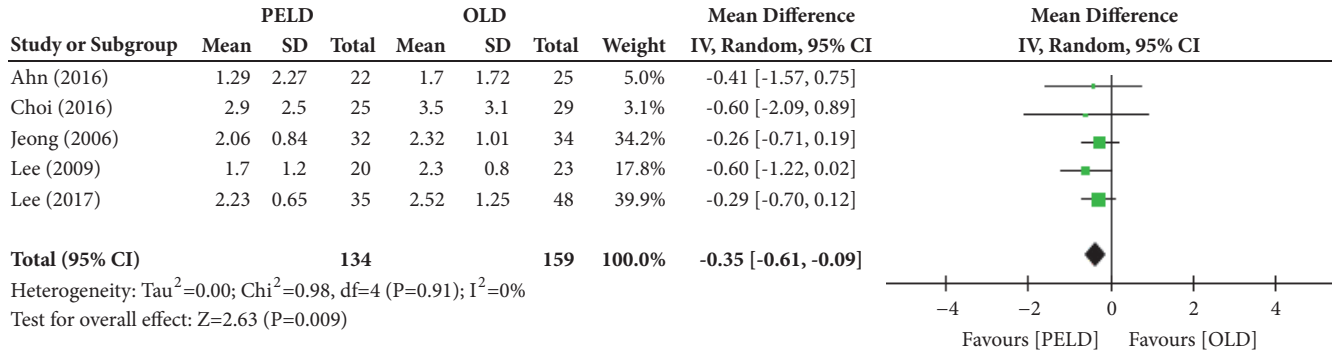 PELD OLD Mean Difference Mean Difference
Study or Subgroup Mean SD Total Mean SD Total Weight IV, Random, 95% CI IV, Random, 95% CI
Ahn (2016) 1.29 2.27 22 1.7 1.72 25 5.0% -0.41 [-1.57, 0.75]
Choi (2016) 2.9 2.5 25 3.5 3.1 29 3.1% -0.60 [-2.09, 0.89]
Jeong (2006) 2.06 0.84 32 2.32 1.01 34 34.2% -0.26 [-0.71, 0.19]
Lee (2009) 1.7 1.2 20 2.3 0.8 23 17.8% -0.60 [-1.22, 0.02]
Lee (2017) 2.23 0.65 35 2.52 1.25 48 39.9% -0.29 [-0.70, 0.12]
Total (95% CI) 134 159 100.0% -0.35 [-0.61, -0.09]
Heterogeneity: Tau²=0.00; Chi²=0.98, df=4 (P=0.91); I²=0%
Test for overall effect: Z=2.63 (P=0.009)
−4 −2 0 2 4
Favours [PELD] Favours [OLD]